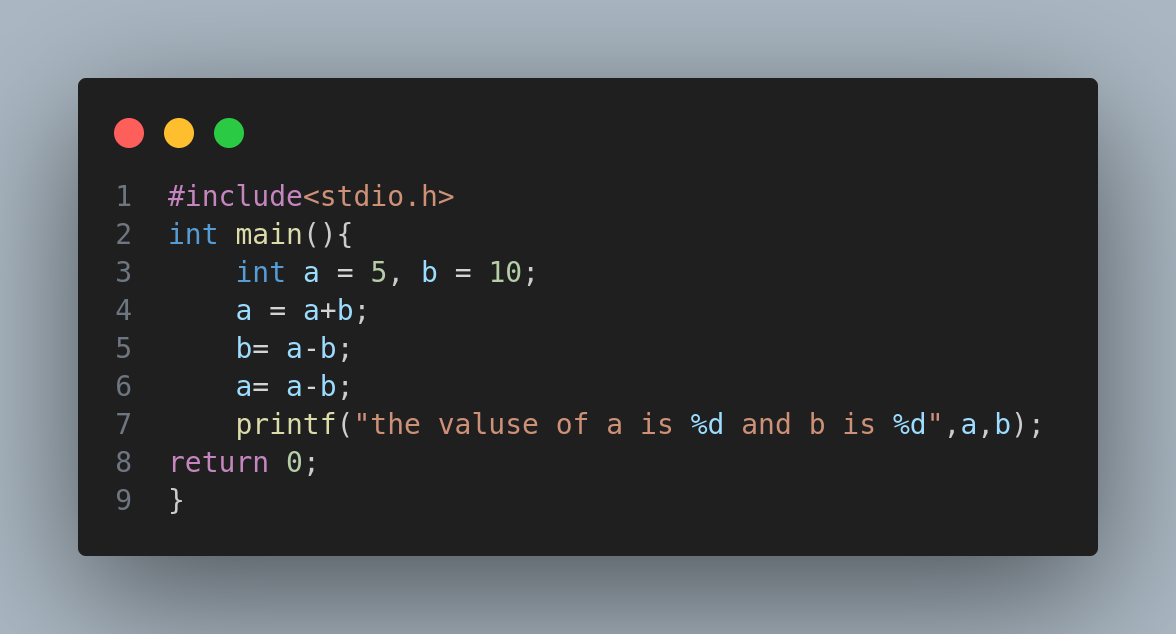 1 #include<stdio.h>
2 int main(){
3     int a = 5, b = 10;
4     a = a+b;
5     b= a-b;
6     a= a-b;
7     printf("the valuse of a is %d and b is %d",a,b);
8 return 0;
9 }